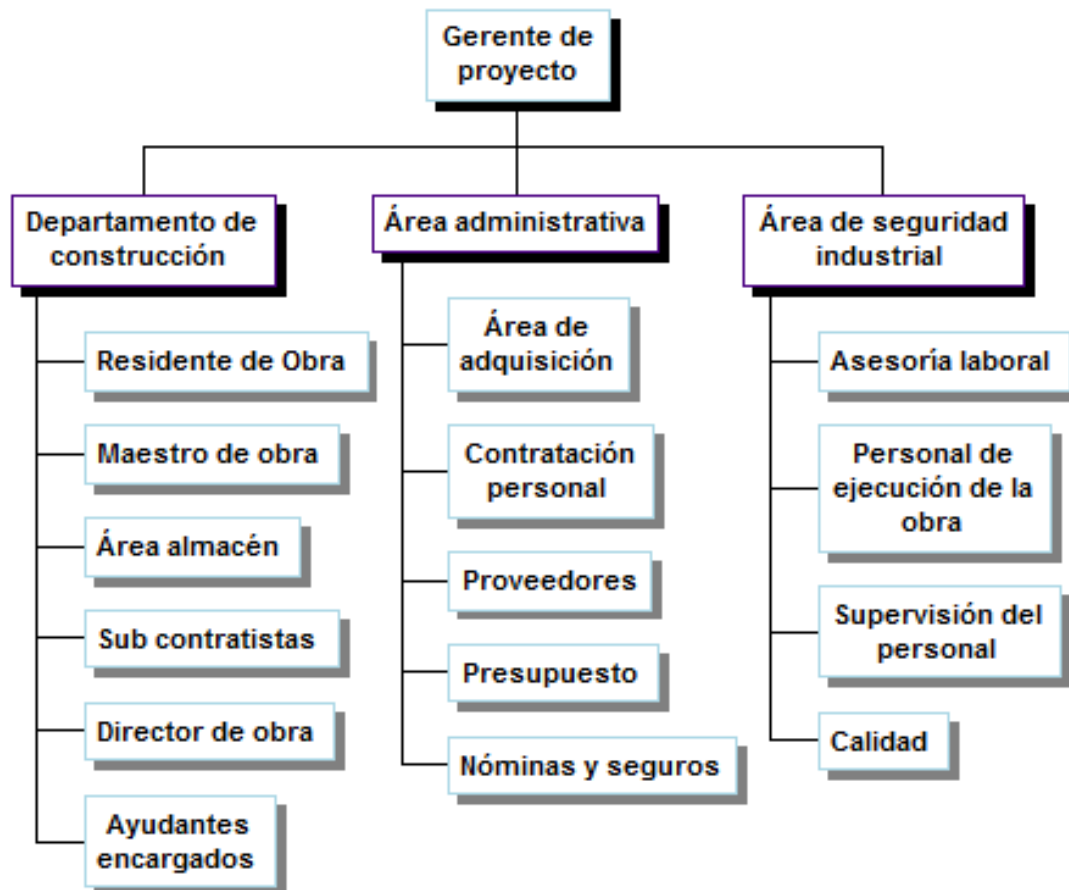 Gerente de
proyecto
Departamento de
construcción
Residente de Obra
Maestro de obra
Área almacén
Sub contratistas
Director de obra
Ayudantes
encargados
Área administrativa
Área de
adquisición
Contratación
personal
Proveedores
Presupuesto
Nóminas y seguros
Área de seguridad
industrial
Asesoría laboral
Personal de
ejecución de la
obra
Supervisión del
personal
Calidad